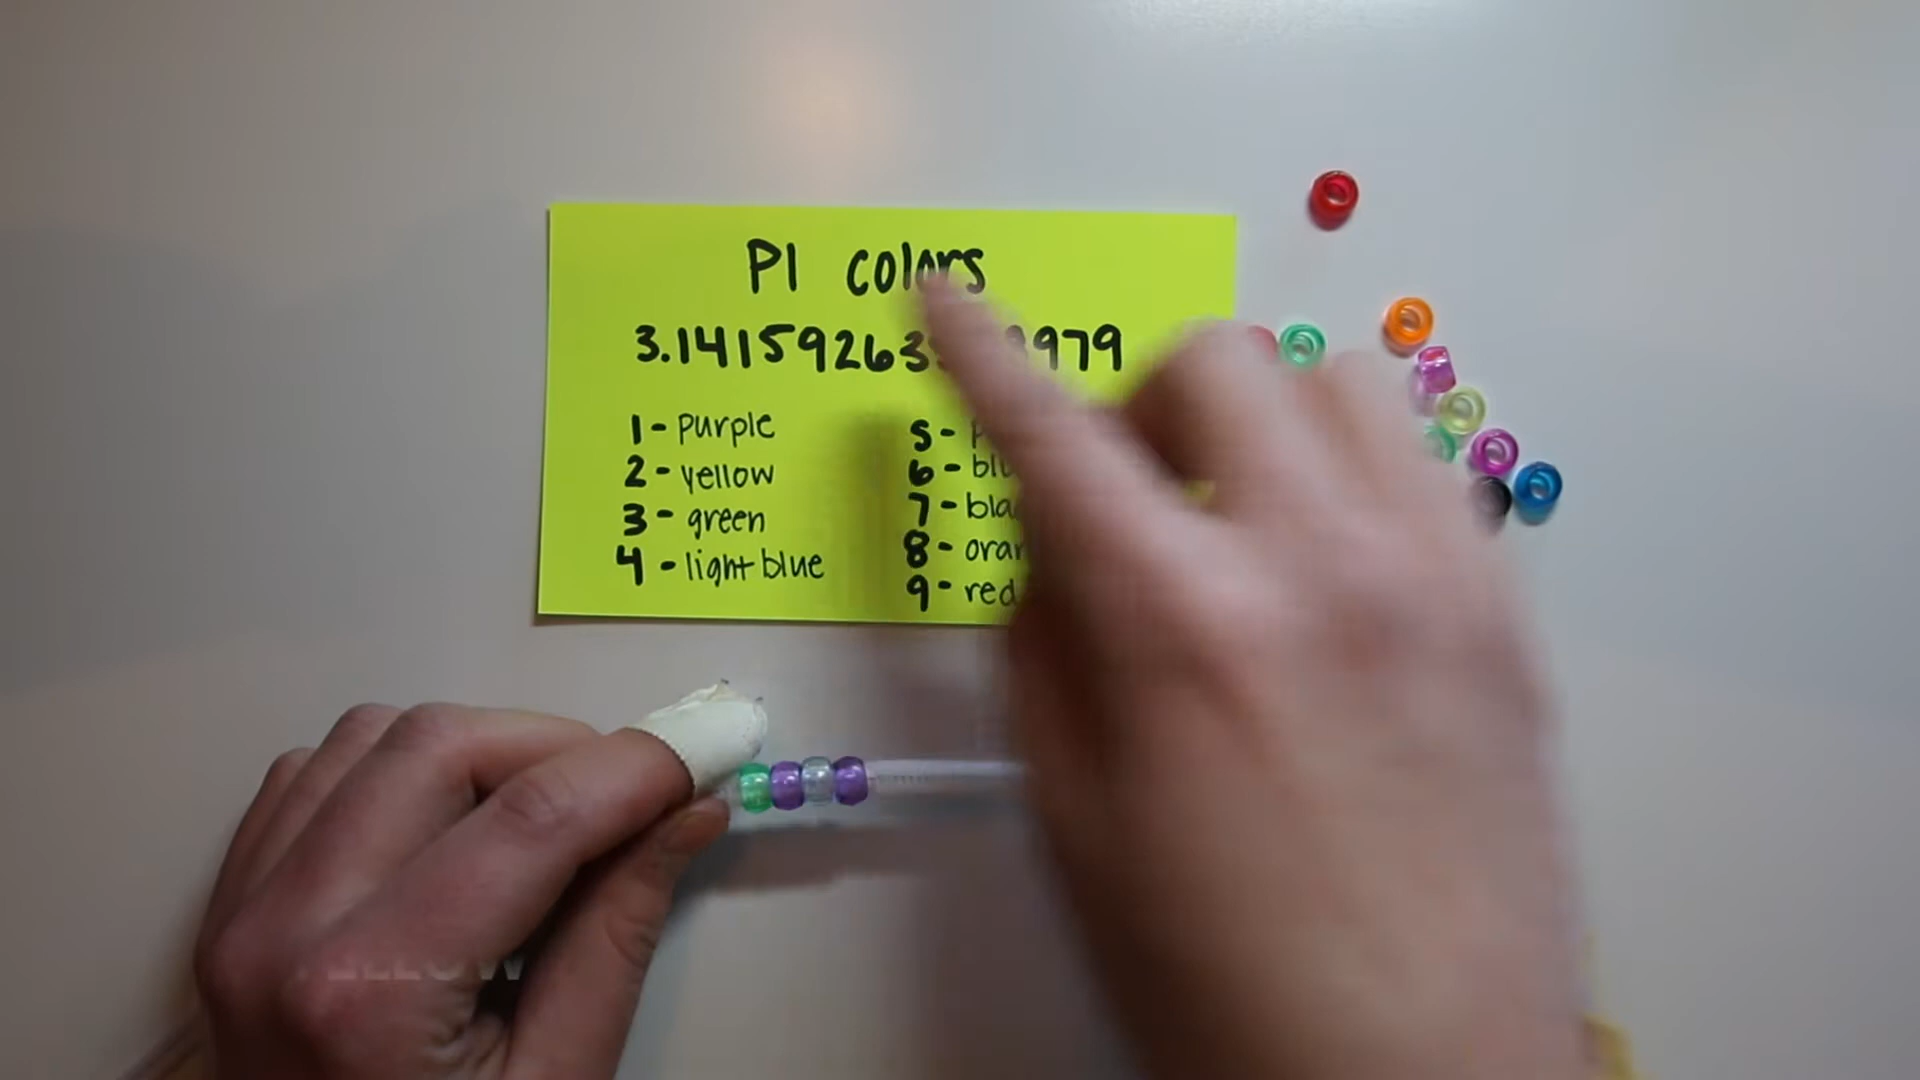 PI colors
3.14159263 979
1 - purple
2 - yellow
3 - green
4 - light blue
5 -
6 -
7 -
8 -
9 - red